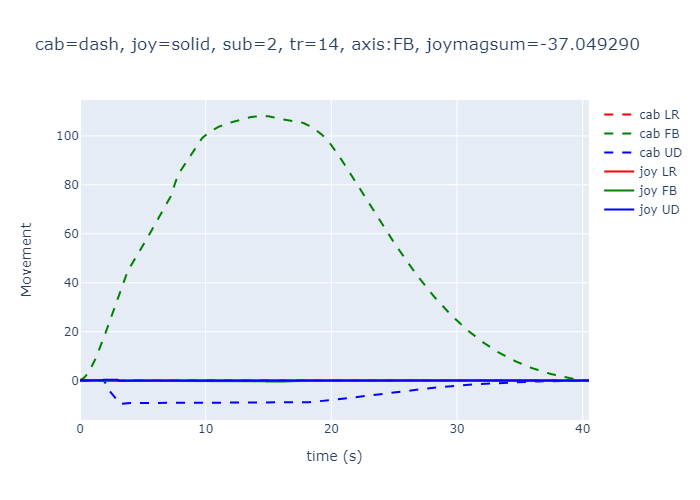 cab=dash, joy=solid, sub=2, tr=14, axis:FB, joymagsum=-37.049290
cab LR
cab FB
cab UD
joy LR
joy FB
joy UD
Movement
100
80
60
40
20
0
0 10 20 30 40
time (s)